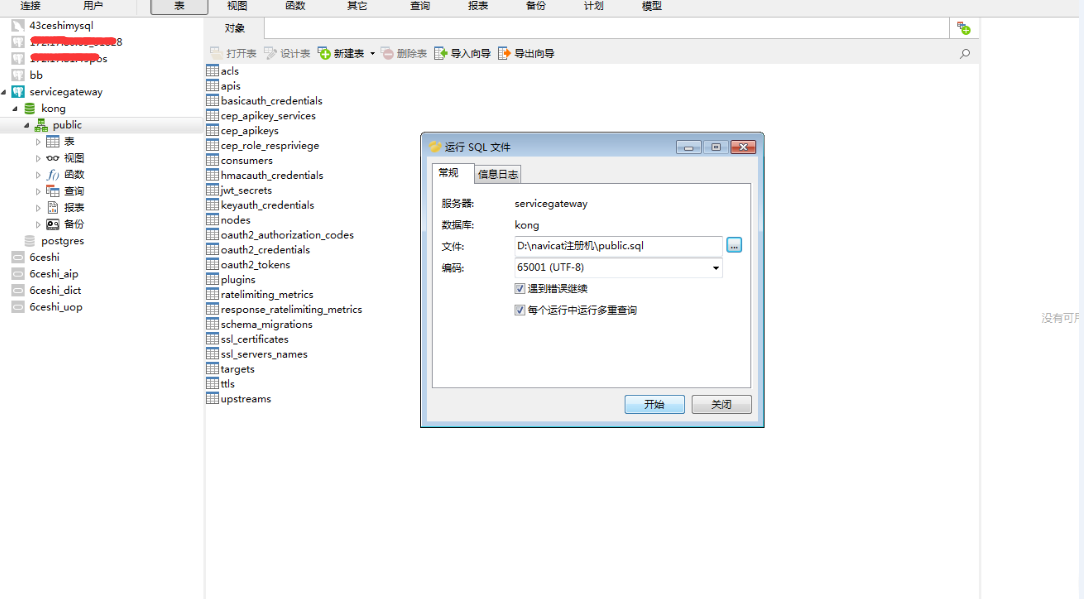 连接 用户 表 视图 函数 其它 查询 报表 备份 计划 模型
43ceshimysql
bb
servicegateway
kong
public
表
视图
函数
查询
报表
备份
postgres
6ceshi
6ceshi_aip
6ceshi_dict
6ceshi_uop
对象
打开表 设计表 新建表 删除表 导入向导 导出向导
acls
apis
basicauth_credentials
cep_apikey_services
cep_apikeys
cep_role_resprivie​ge
consumers
hmacauth_credentials
jwt_secrets
keyauth_credentials
nodes
oauth2_authorization_codes
oauth2_credentials
oauth2_tokens
plugins
ratelimiting_metrics
response_ratelimiting_metrics
schema_migrations
ssl_certificates
ssl_servers_names
targets
ttls
upstreams
运行 SQL 文件
常规 信息日志
服务器: servicegateway
数据库: kong
文件: D:\navicat注册机\public.sql ...
编码: 65001 (UTF-8)
遇到错误继续
每个运行中运行多重查询
开始 关闭
没有可用